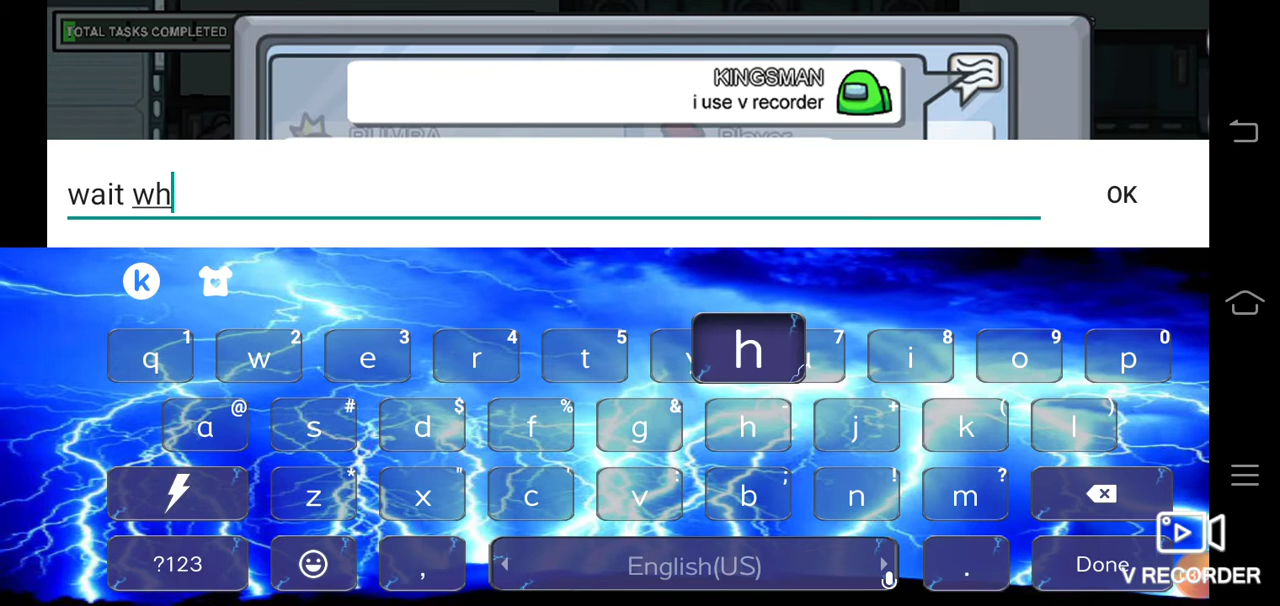 TOTAL TASKS COMPLETED
KINGSMAN
i use v recorder
Player
wait wh
OK
k
1 2 3 4 5 7 8 9 0
q w e r t h i o p
@ # $ % & - + ( )
a s d f g h j k l
* " ' : ; ! ?
z x c v b n m
?123 , English(US) . Done
V RECORDER